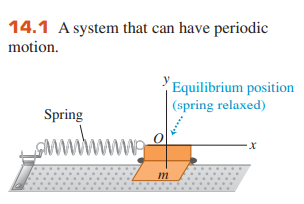 14.1 A system that can have periodic
motion.
y
Equilibrium position
(spring relaxed)
Spring
O
x
m